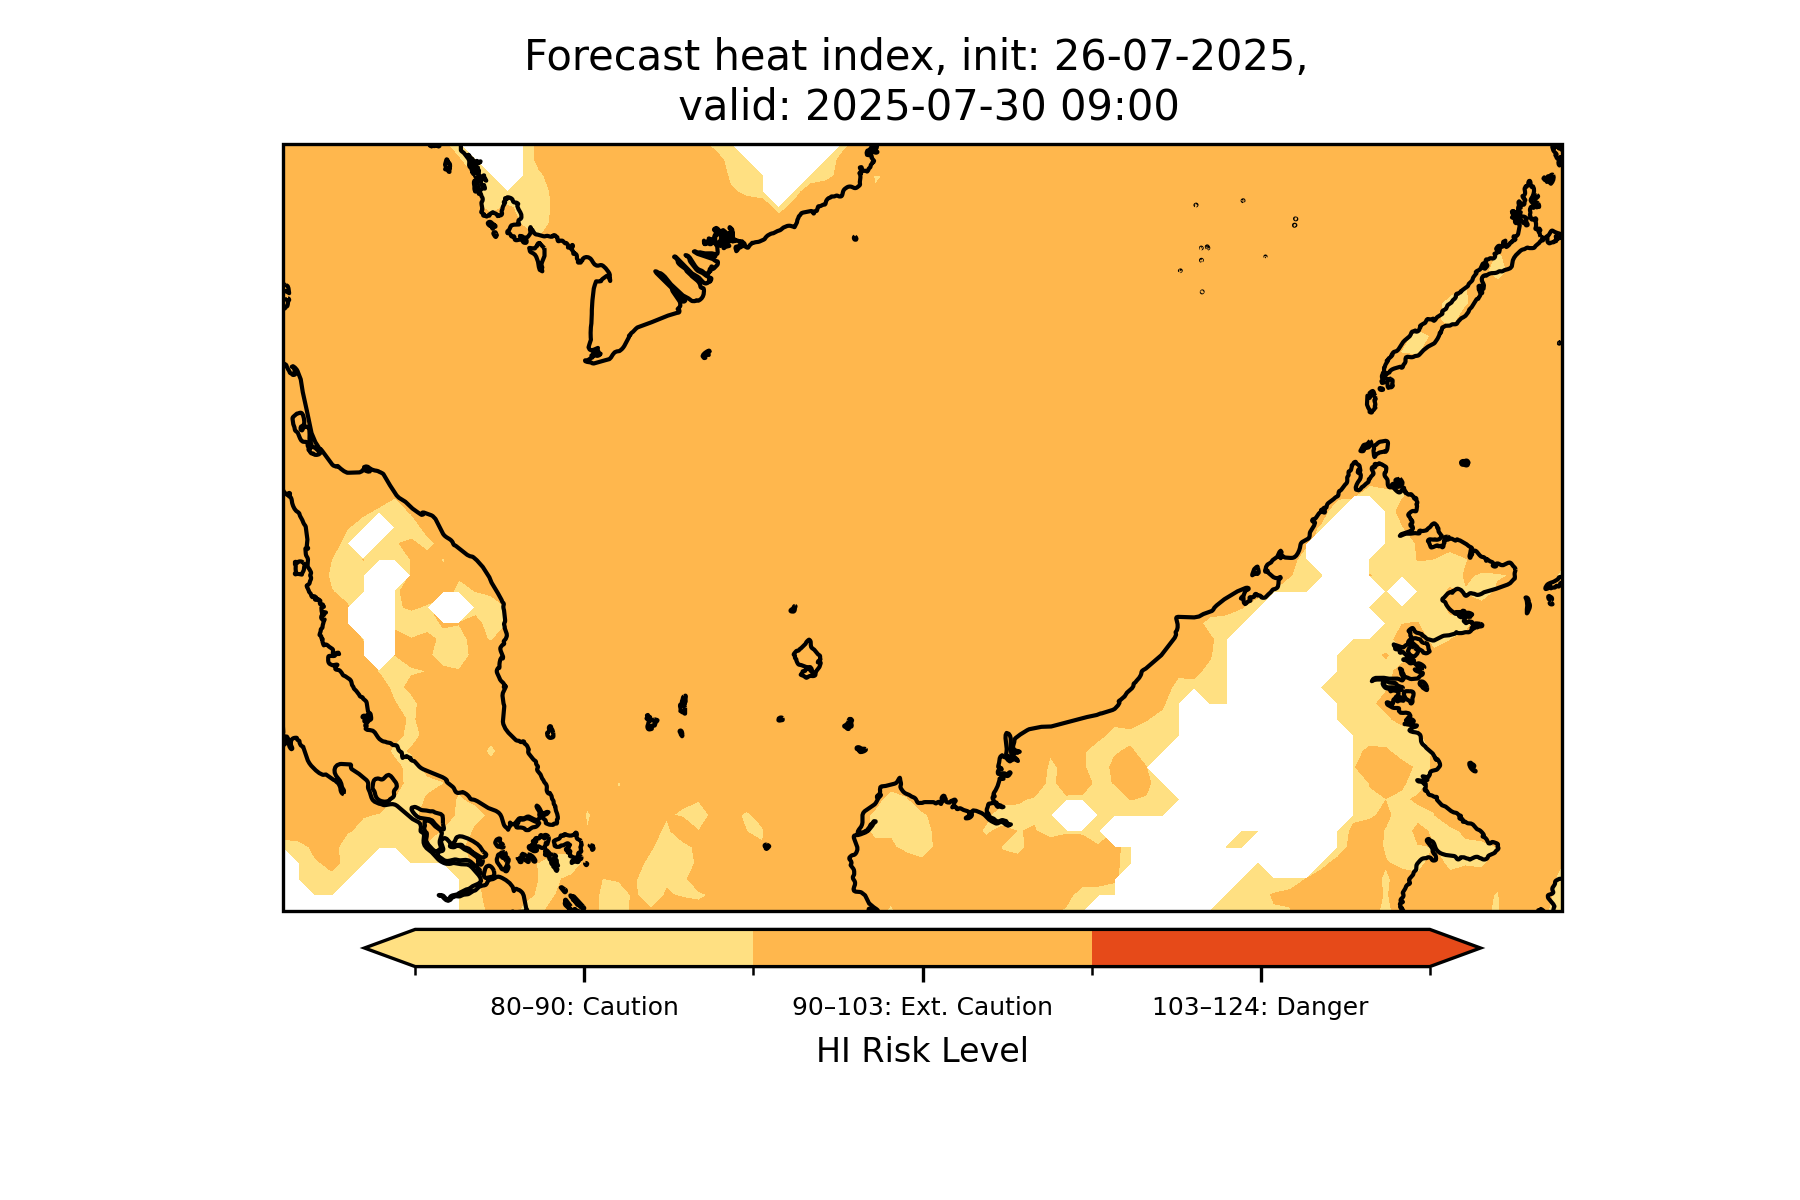 Forecast heat index, init: 26-07-2025,
valid: 2025-07-30 09:00
80–90: Caution
90–103: Ext. Caution
103–124: Danger
HI Risk Level